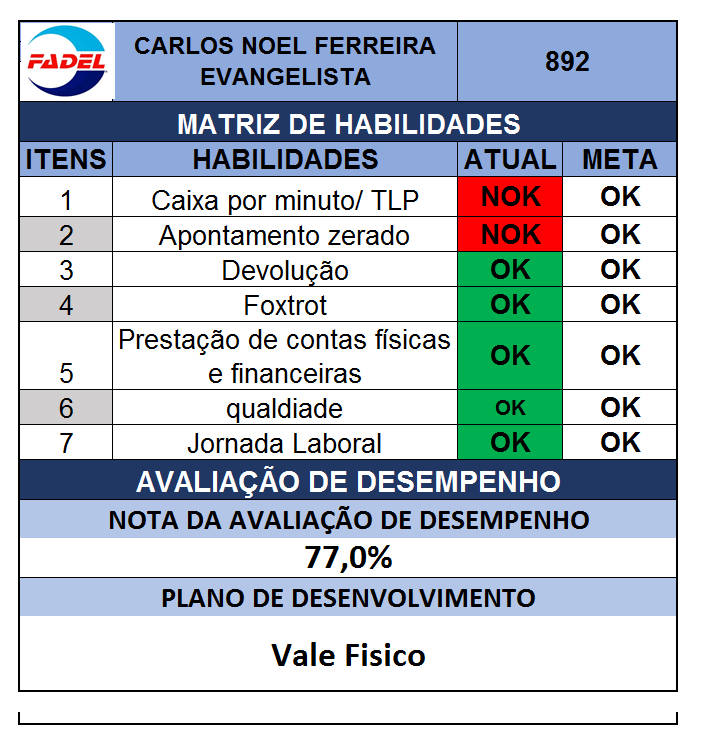 FADEL
CARLOS NOEL FERREIRA
EVANGELISTA
892
MATRIZ DE HABILIDADES
ITENS HABILIDADES ATUAL META
1 Caixa por minuto/ TLP NOK OK
2 Apontamento zerado NOK OK
3 Devolução OK OK
4 Foxtrot OK OK
Prestação de contas físicas
5 e financeiras OK OK
6 qualdiade OK OK
7 Jornada Laboral OK OK
AVALIAÇÃO DE DESEMPENHO
NOTA DA AVALIAÇÃO DE DESEMPENHO
77,0%
PLANO DE DESENVOLVIMENTO
Vale Fisico